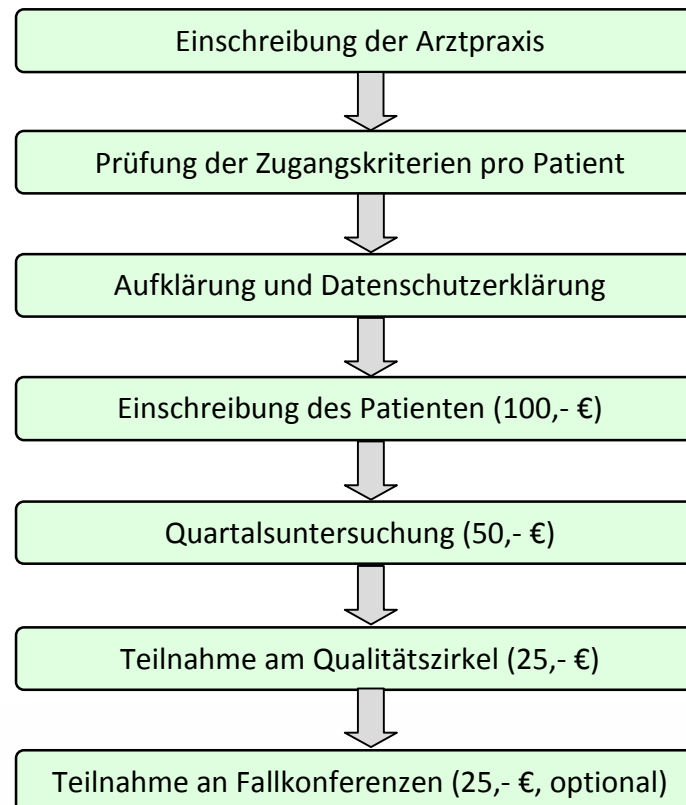 Einschreibung der Arztpraxis
Prüfung der Zugangskriterien pro Patient
Aufklärung und Datenschutzerklärung
Einschreibung des Patienten (100,- €)
Quartalsuntersuchung (50,- €)
Teilnahme am Qualitätszirkel (25,- €)
Teilnahme an Fallkonferenzen (25,- €, optional)